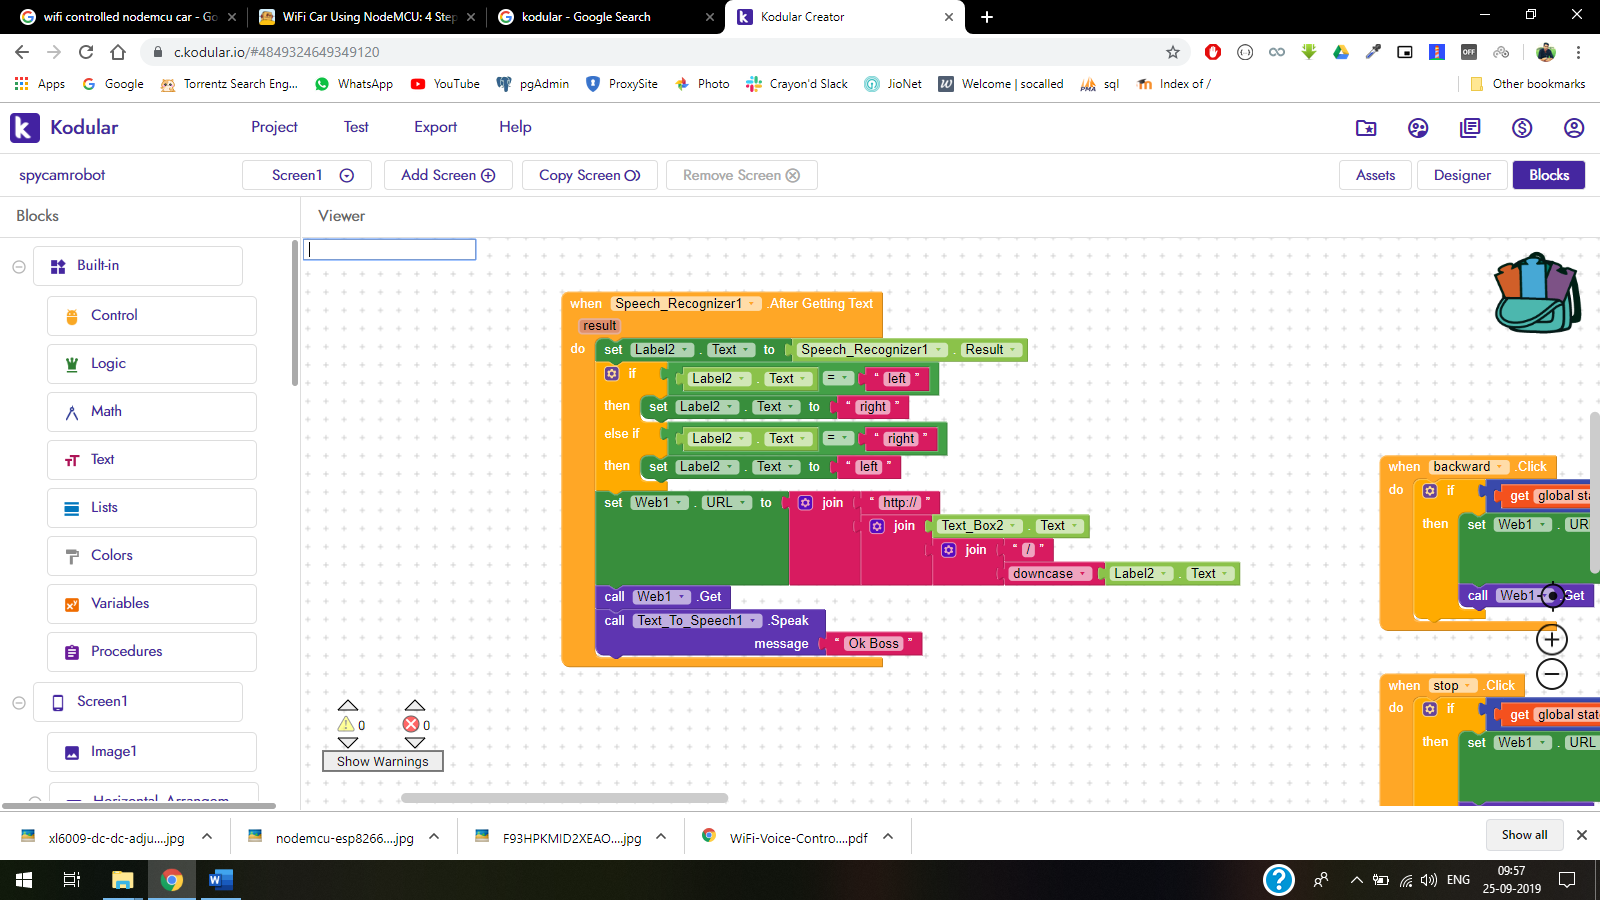 wifi controlled nodemcu car - Go
WiFi Car Using NodeMCU: 4 Step
kodular - Google Search
Kodular Creator
c.kodular.io/#4849324649349120
OFF
Apps
Google
Torrentz Search Eng...
WhatsApp
YouTube
pgAdmin
ProxySite
Photo
Crayon'd Slack
JioNet
Welcome | socalled
sql
Index of /
Other bookmarks
Kodular
Project
Test
Export
Help
spycamrobot
Screen1
Add Screen
Copy Screen
Remove Screen
Assets
Designer
Blocks
Blocks
Viewer
Built-in
Control
Logic
Math
Text
Lists
Colors
Variables
Procedures
Screen1
Image1
Horizontal_Arrangem
when Speech_Recognizer1 .After Getting Text
result
do set Label2 . Text to Speech_Recognizer1 . Result
if Label2 . Text = " left "
then set Label2 . Text to " right "
else if Label2 . Text = " right "
then set Label2 . Text to " left "
set Web1 . URL to join " http:// "
join Text_Box2 . Text
join " / "
downcase Label2 . Text
call Web1 .Get
call Text_To_Speech1 .Speak
message " Ok Boss "
when backward .Click
do if get global sta
then set Web1 . UR
call Web1 .Get
when stop .Click
do if get global stat
then set Web1 . URL
0
0
Show Warnings
xl6009-dc-dc-adju....jpg
nodemcu-esp8266....jpg
F93HPKMID2XEAO....jpg
WiFi-Voice-Contro....pdf
Show all
ENG
09:57
25-09-2019